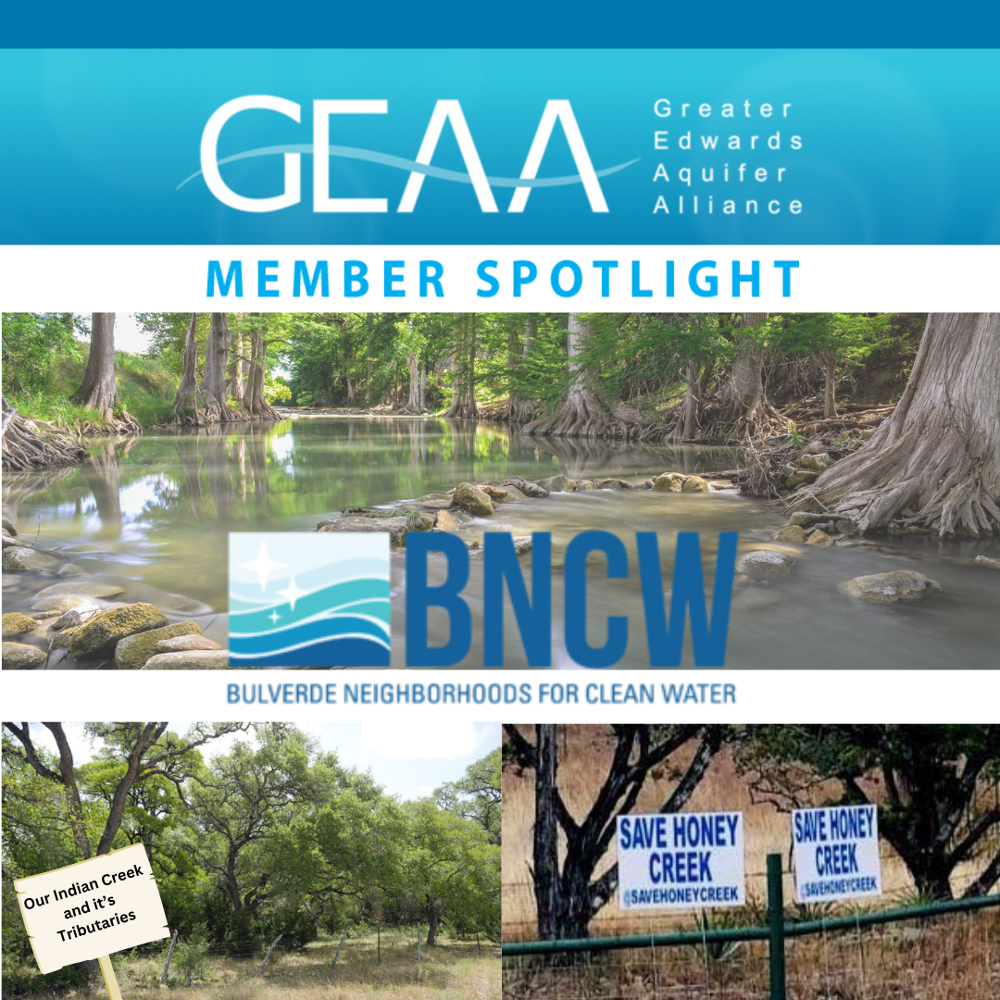 GEAA
Greater
Edwards
Aquifer
Alliance
MEMBER SPOTLIGHT
BNCW
BULVERDE NEIGHBORHOODS FOR CLEAN WATER
Our Indian Creek
and it's
Tributaries
SAVE HONEY
CREEK
@SAVEHONEYCREEK
SAVE HONEY
CREEK
@SAVEHONEYCREEK